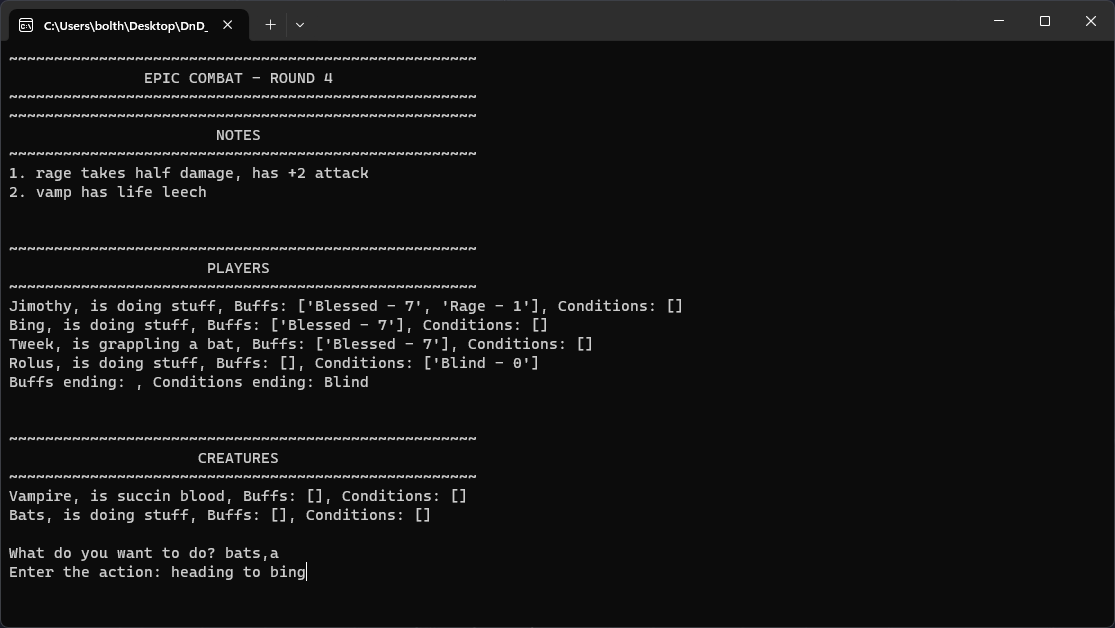 C:\Users\bolth\Desktop\DnD_
~~~~~~~~~~~~~~~~~~~~~~~~~~~~~~~~~~~~~~~~~~~~~~~~~~~~
EPIC COMBAT - ROUND 4
~~~~~~~~~~~~~~~~~~~~~~~~~~~~~~~~~~~~~~~~~~~~~~~~~~~~
~~~~~~~~~~~~~~~~~~~~~~~~~~~~~~~~~~~~~~~~~~~~~~~~~~~~
NOTES
~~~~~~~~~~~~~~~~~~~~~~~~~~~~~~~~~~~~~~~~~~~~~~~~~~~~
1. rage takes half damage, has +2 attack
2. vamp has life leech
~~~~~~~~~~~~~~~~~~~~~~~~~~~~~~~~~~~~~~~~~~~~~~~~~~~~
PLAYERS
~~~~~~~~~~~~~~~~~~~~~~~~~~~~~~~~~~~~~~~~~~~~~~~~~~~~
Jimothy, is doing stuff, Buffs: ['Blessed - 7', 'Rage - 1'], Conditions: []
Bing, is doing stuff, Buffs: ['Blessed - 7'], Conditions: []
Tweek, is grappling a bat, Buffs: ['Blessed - 7'], Conditions: []
Rolus, is doing stuff, Buffs: [], Conditions: ['Blind - 0']
Buffs ending: , Conditions ending: Blind
~~~~~~~~~~~~~~~~~~~~~~~~~~~~~~~~~~~~~~~~~~~~~~~~~~~~
CREATURES
~~~~~~~~~~~~~~~~~~~~~~~~~~~~~~~~~~~~~~~~~~~~~~~~~~~~
Vampire, is succin blood, Buffs: [], Conditions: []
Bats, is doing stuff, Buffs: [], Conditions: []
What do you want to do? bats,a
Enter the action: heading to bing